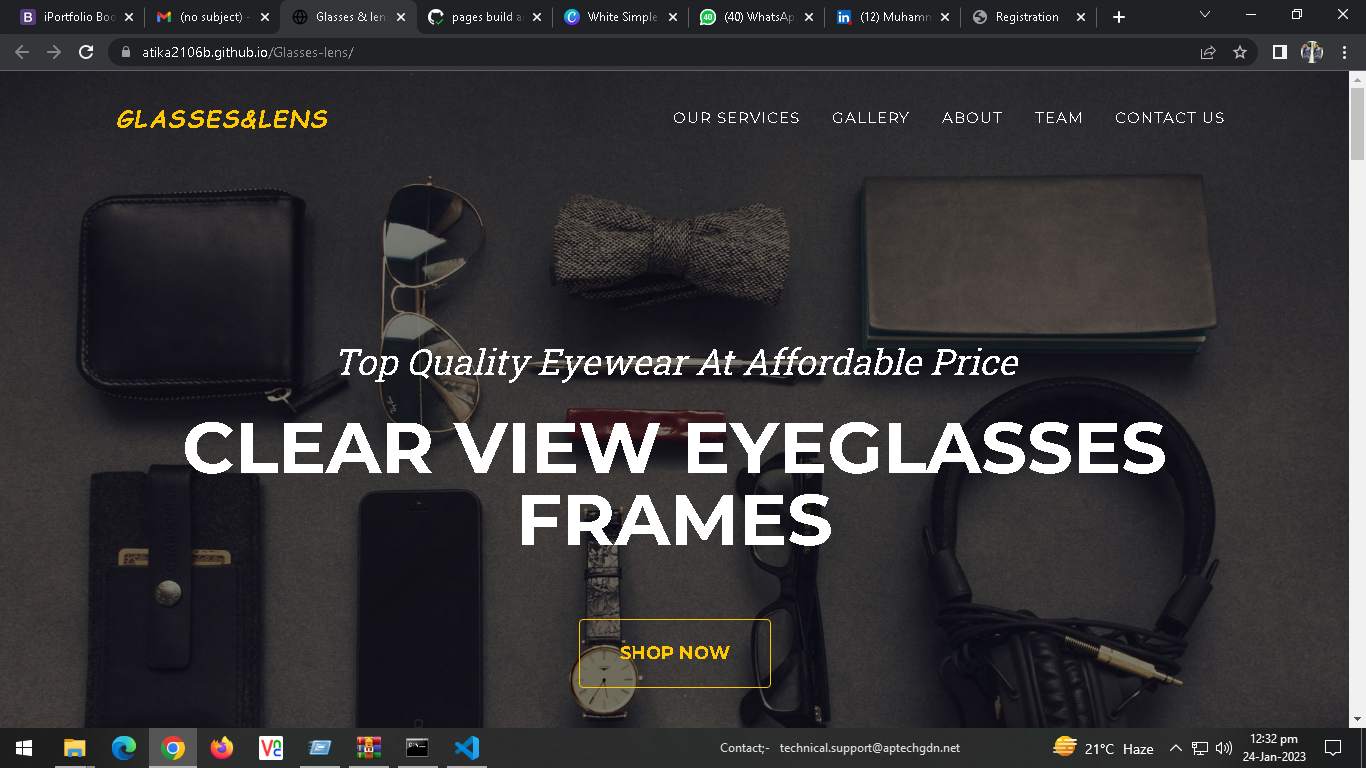 iPortfolio Boo
(no subject) -
Glasses & len
pages build a
White Simple
(40) WhatsAp
(12) Muhamm
Registration
atika2106b.github.io/Glasses-lens/
GLASSES&LENS
OUR SERVICES
GALLERY
ABOUT
TEAM
CONTACT US
Top Quality Eyewear At Affordable Price
CLEAR VIEW EYEGLASSES
FRAMES
SHOP NOW
Contact;- technical.support@aptechgdn.net
21°C Haze
12:32 pm
24-Jan-2023